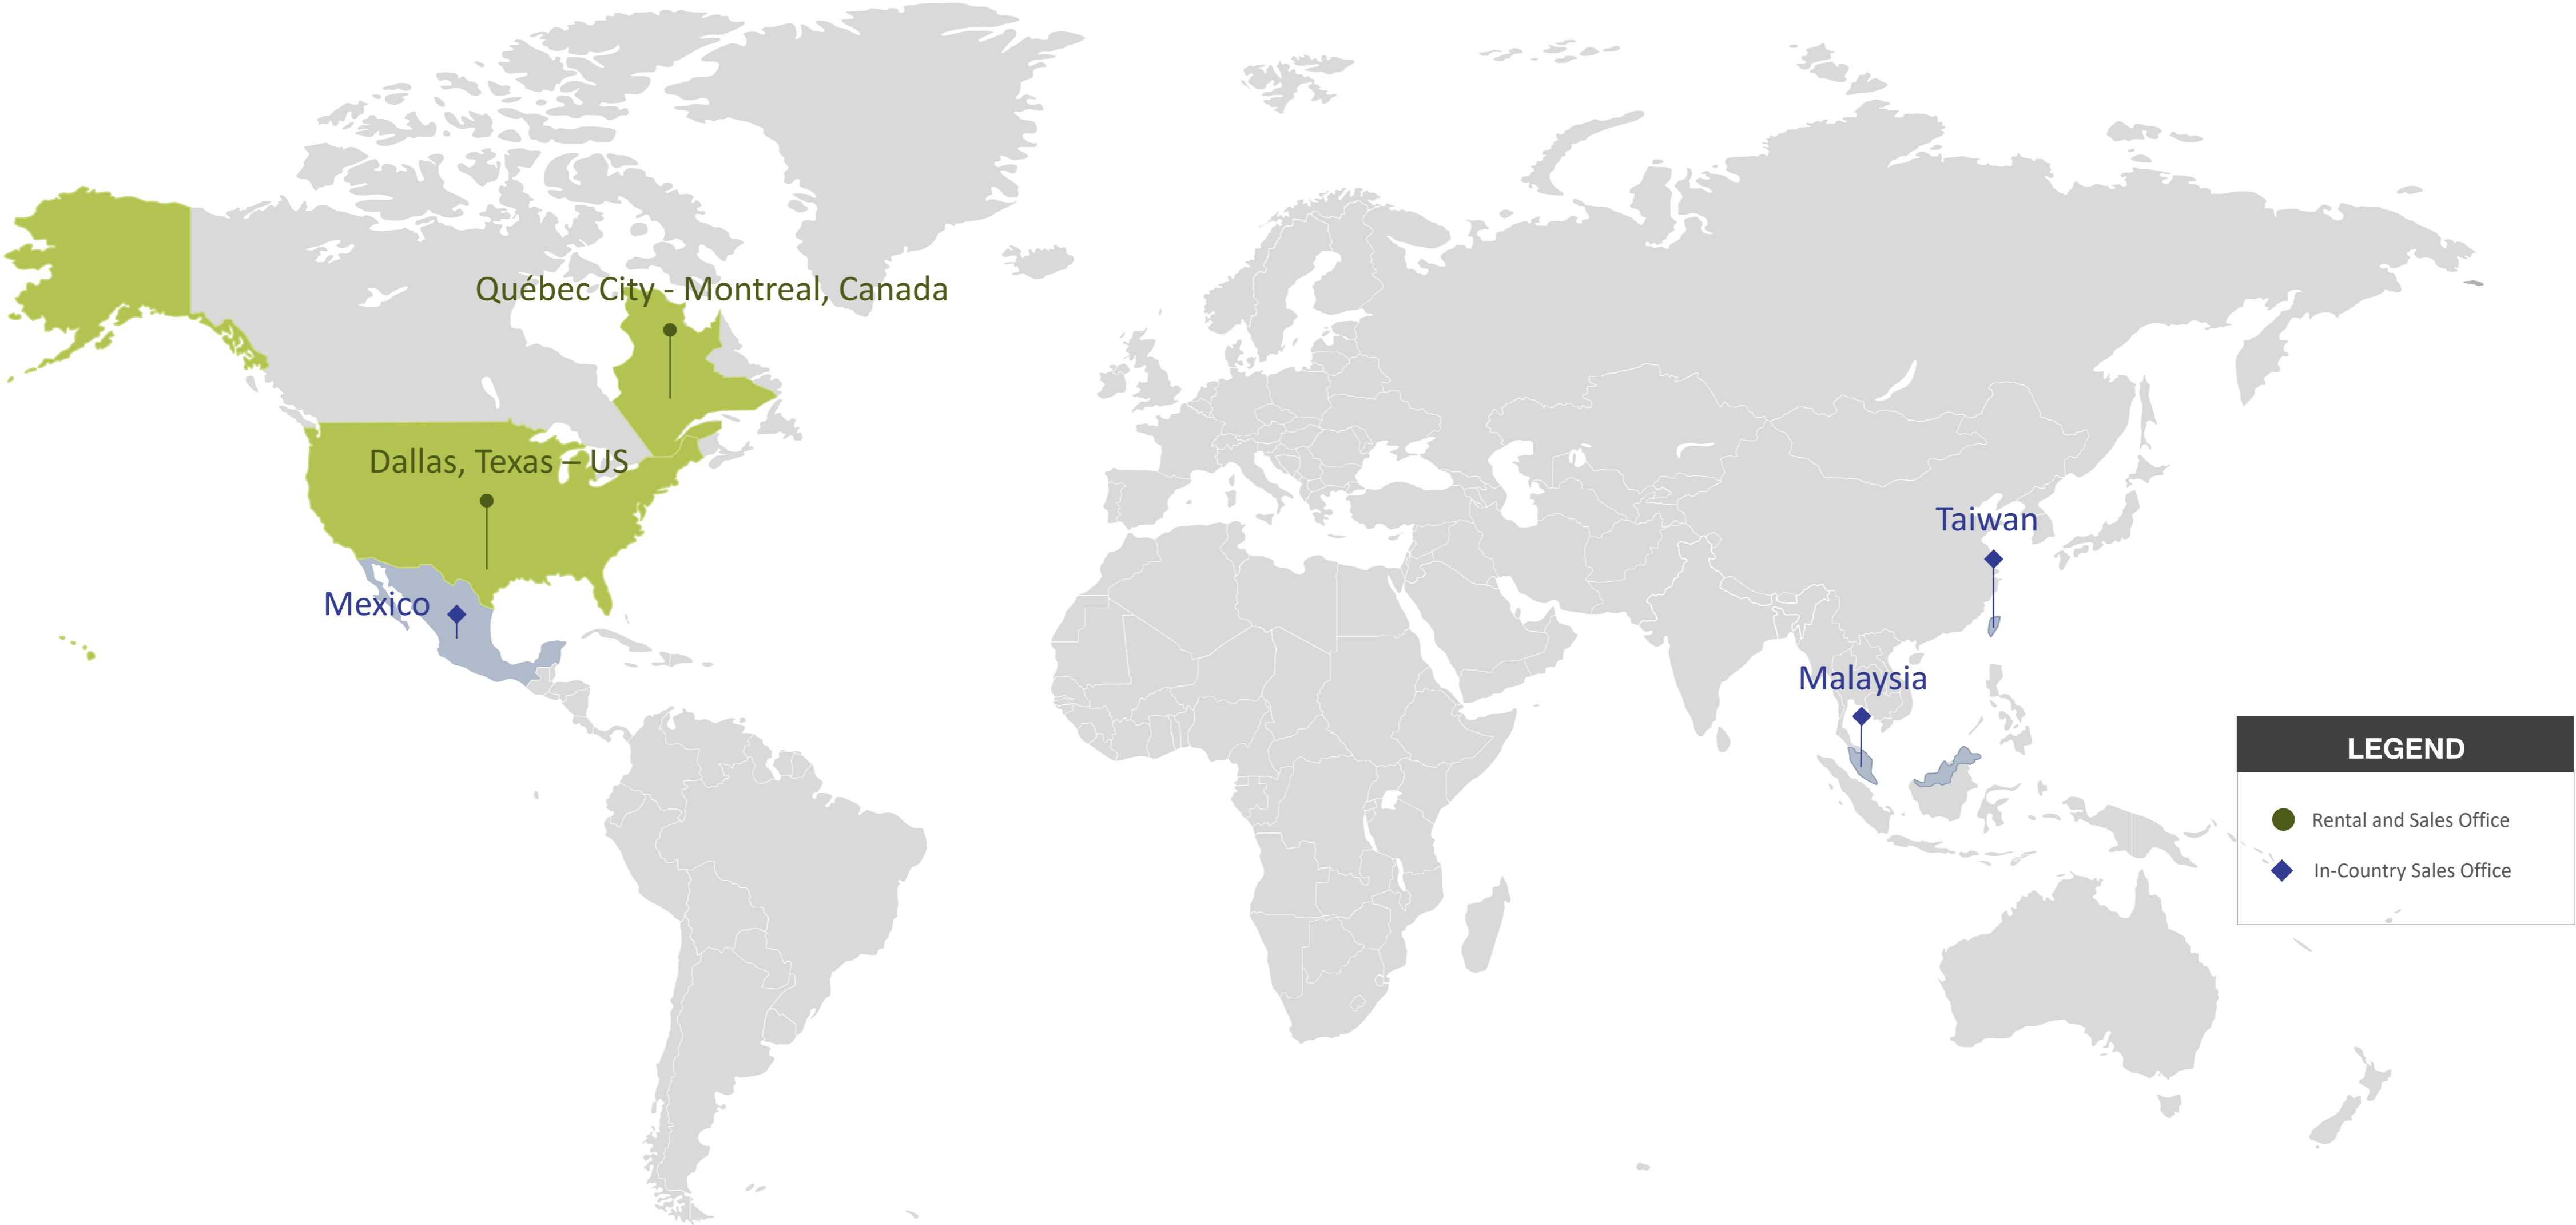 Québec City - Montreal, Canada
Dallas, Texas – US
Taiwan
Mexico
Malaysia
LEGEND
Rental and Sales Office
In-Country Sales Office